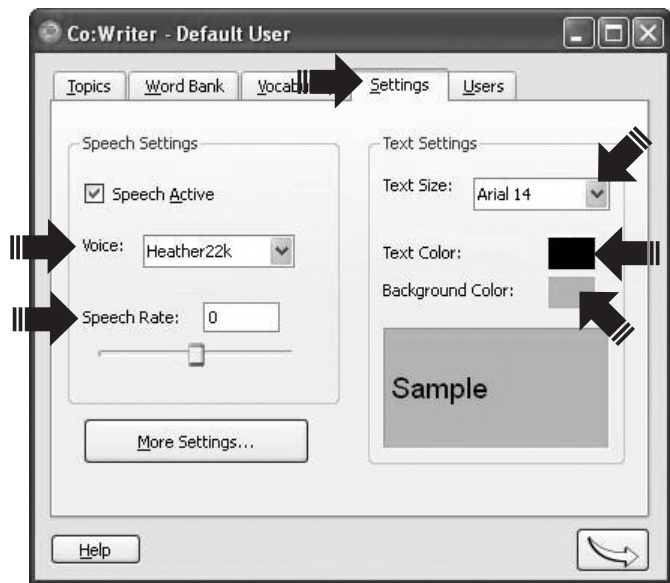 Co:Writer - Default User
Topics Word Bank Settings Users
Speech Settings
Speech Active
Voice: Heather22k
Speech Rate: 0
More Settings...
Text Settings
Text Size: Arial 14
Text Color:
Background Color:
Sample
Help